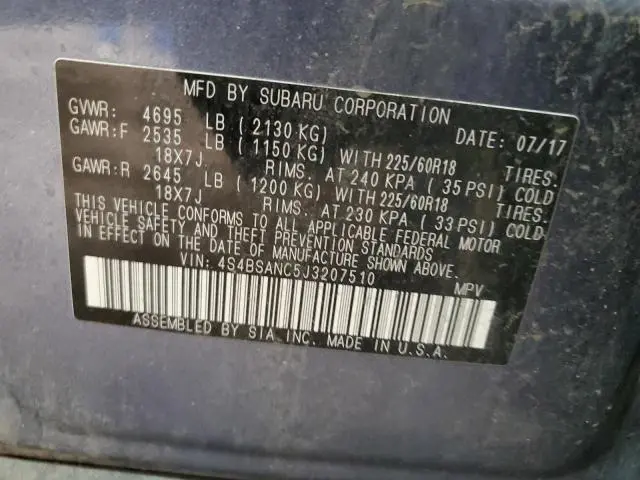 MFD BY SUBARU CORPORATION
GVWR: 4695 LB (2130 KG) DATE: 07/17
GAWR:F 2535 LB (1150 KG) WITH 225/60R18 TIRES.
18X7J RIMS. AT 240 KPA (35 PSI) COLD
GAWR:R 2645 LB (1200 KG) WITH 225/60R18 TIRES.
18X7J RIMS. AT 230 KPA (33 PSI) COLD
THIS VEHICLE CONFORMS TO ALL APPLICABLE FEDERAL MOTOR
VEHICLE SAFETY AND THEFT PREVENTION STANDARDS
IN EFFECT ON THE DATE OF MANUFACTURE SHOWN ABOVE.
VIN: 4S4BSANC5J3207510 MPV
ASSEMBLED BY SIA, INC. MADE IN U.S.A.